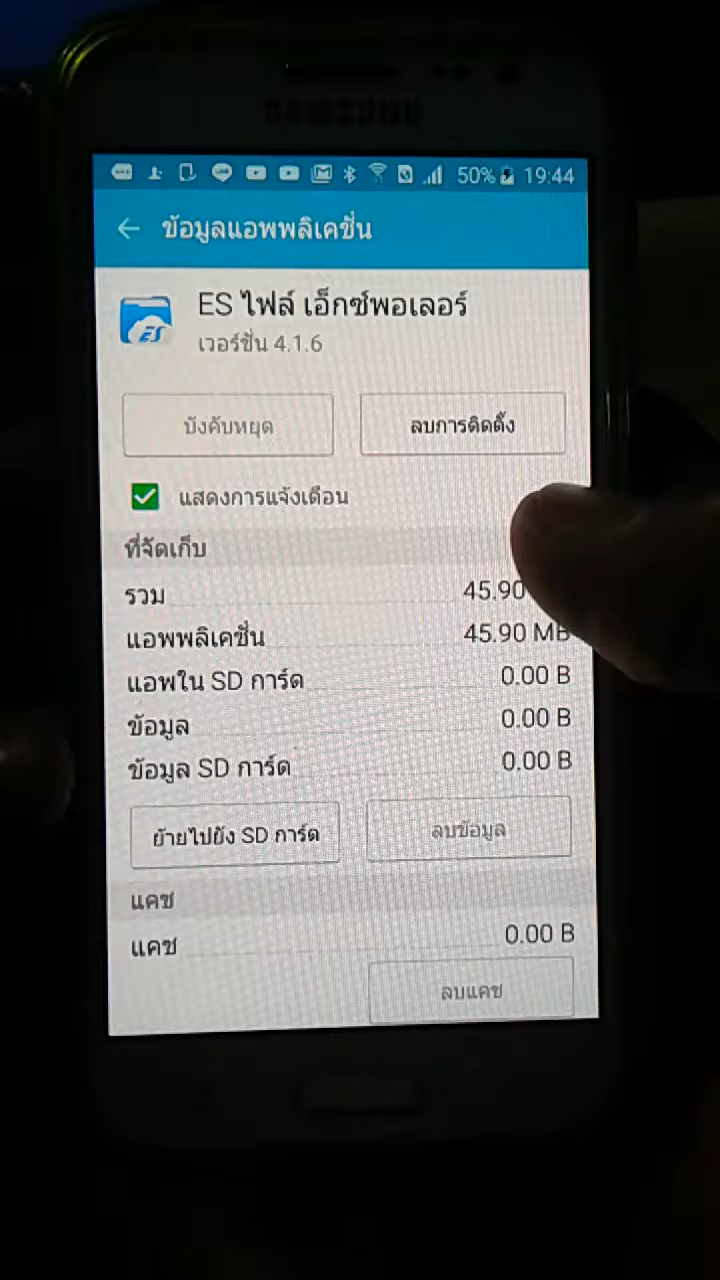 SAMSUNG
50% 19:44
ข้อมูลแอพพลิเคชั่น
ES ไฟล์ เอ็กซ์พอเลอร์
ES
เวอร์ชั่น 4.1.6
บังคับหยุด ลบการติดตั้ง
แสดงการแจ้งเตือน
ที่จัดเก็บ
รวม 45.90
แอพพลิเคชั่น 45.90 MB
แอพใน SD การ์ด 0.00 B
ข้อมูล 0.00 B
ข้อมูล SD การ์ด 0.00 B
ย้ายไปยัง SD การ์ด ลบข้อมูล
แคช
แคช 0.00 B
ลบแคช